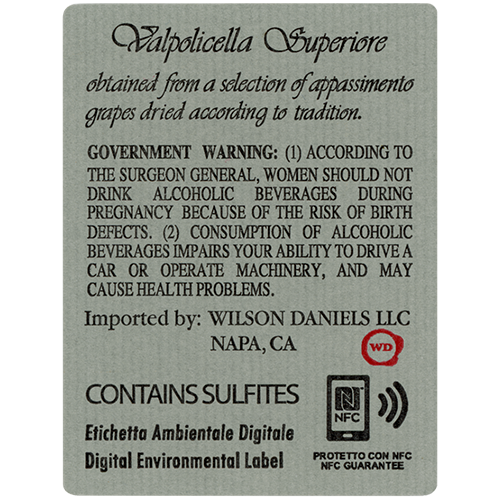 Valpolicella Superiore
obtained from a selection of appassimento
grapes dried according to tradition.
GOVERNMENT WARNING: (1) ACCORDING TO
THE SURGEON GENERAL, WOMEN SHOULD NOT
DRINK ALCOHOLIC BEVERAGES DURING
PREGNANCY BECAUSE OF THE RISK OF BIRTH
DEFECTS. (2) CONSUMPTION OF ALCOHOLIC
BEVERAGES IMPAIRS YOUR ABILITY TO DRIVE A
CAR OR OPERATE MACHINERY, AND MAY
CAUSE HEALTH PROBLEMS.
Imported by: WILSON DANIELS LLC
NAPA, CA
WD
CONTAINS SULFITES
Etichetta Ambientale Digitale
Digital Environmental Label
N
NFC
PROTETTO CON NFC
NFC GUARANTEE